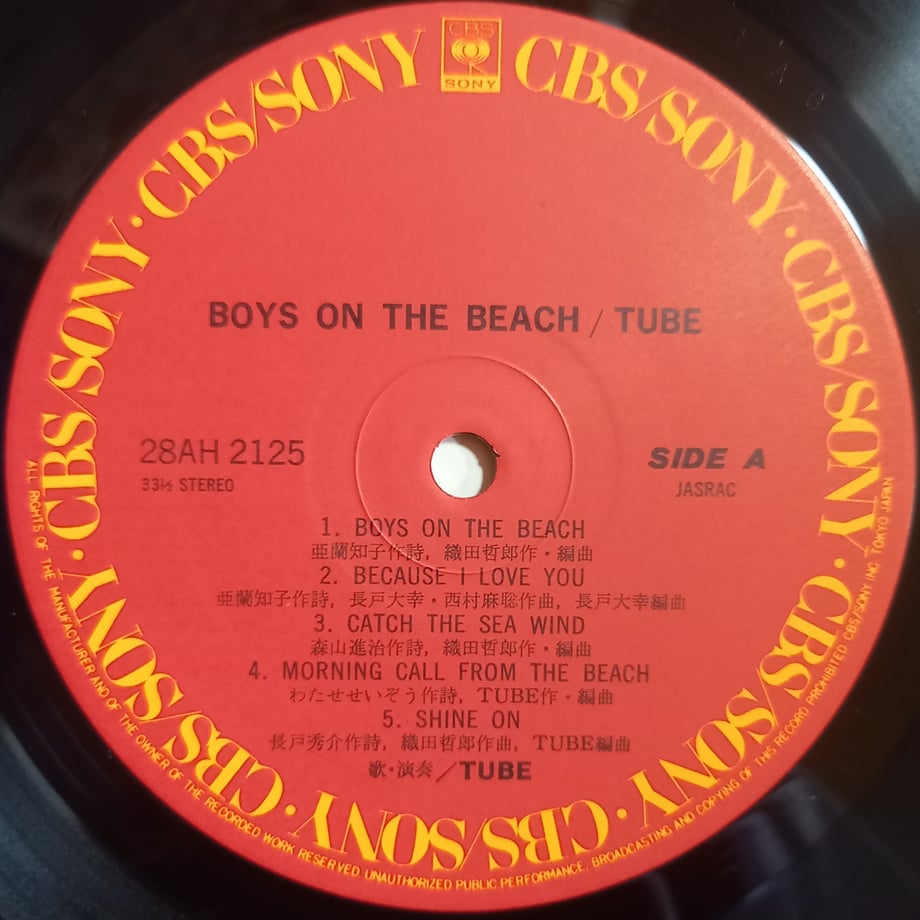 CBS
SONY
CBS/SONY · CBS/SONY · CBS/SONY · CBS/SONY · CBS/SONY · CBS/SONY · CBS/SONY · CBS/SONY · CBS/SONY
BOYS ON THE BEACH / TUBE
28AH 2125
33⅓ STEREO
SIDE A
JASRAC
1. BOYS ON THE BEACH
亜蘭知子作詩, 織田哲郎作・編曲
2. BECAUSE I LOVE YOU
亜蘭知子作詩, 長戸大幸・西村麻聡作曲, 長戸大幸編曲
3. CATCH THE SEA WIND
森山進治作詩, 織田哲郎作・編曲
4. MORNING CALL FROM THE BEACH
わたせせいぞう作詩, TUBE作・編曲
5. SHINE ON
長戸秀介作詩, 織田哲郎作曲, TUBE編曲
歌・演奏/TUBE
ALL RIGHTS OF THE MANUFACTURER AND OF THE OWNER OF THE RECORDED WORK RESERVED. UNAUTHORIZED PUBLIC PERFORMANCE, BROADCASTING AND COPYING OF THIS RECORD PROHIBITED CBS/SONY INC TOKYO JAPAN